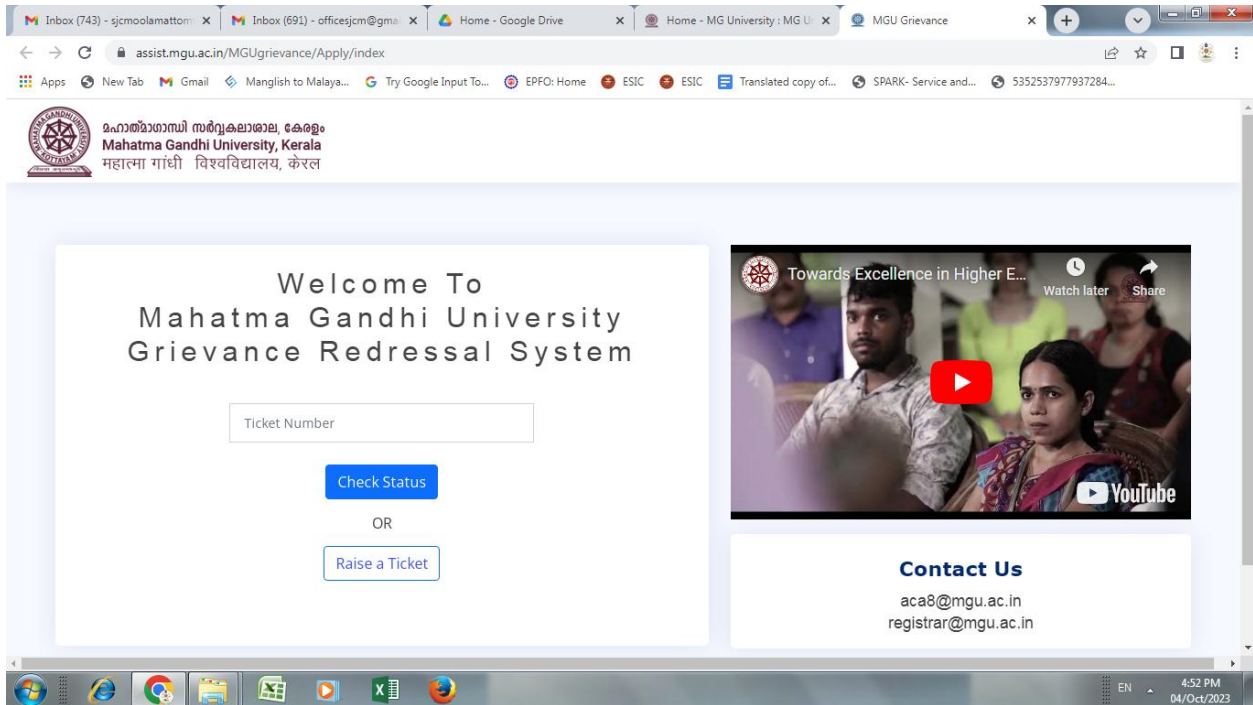 Inbox (743) - sjcmoolamattom
Inbox (691) - officesjcm@gmai
Home - Google Drive
Home - MG University : MG U
MGU Grievance
assist.mgu.ac.in/MGUgrievance/Apply/index
Apps
New Tab
Gmail
Manglish to Malaya...
Try Google Input To...
EPFO: Home
ESIC
ESIC
Translated copy of...
SPARK- Service and...
5352537977937284...
മഹാത്മാഗാന്ധി സർവ്വകലാശാല, കേരളം
Mahatma Gandhi University, Kerala
महात्मा गांधी विश्वविद्यालय, केरल
Welcome To
Mahatma Gandhi University
Grievance Redressal System
Ticket Number
Check Status
OR
Raise a Ticket
Towards Excellence in Higher E...
Watch later
Share
YouTube
Contact Us
aca8@mgu.ac.in
registrar@mgu.ac.in
EN
4:52 PM
04/Oct/2023